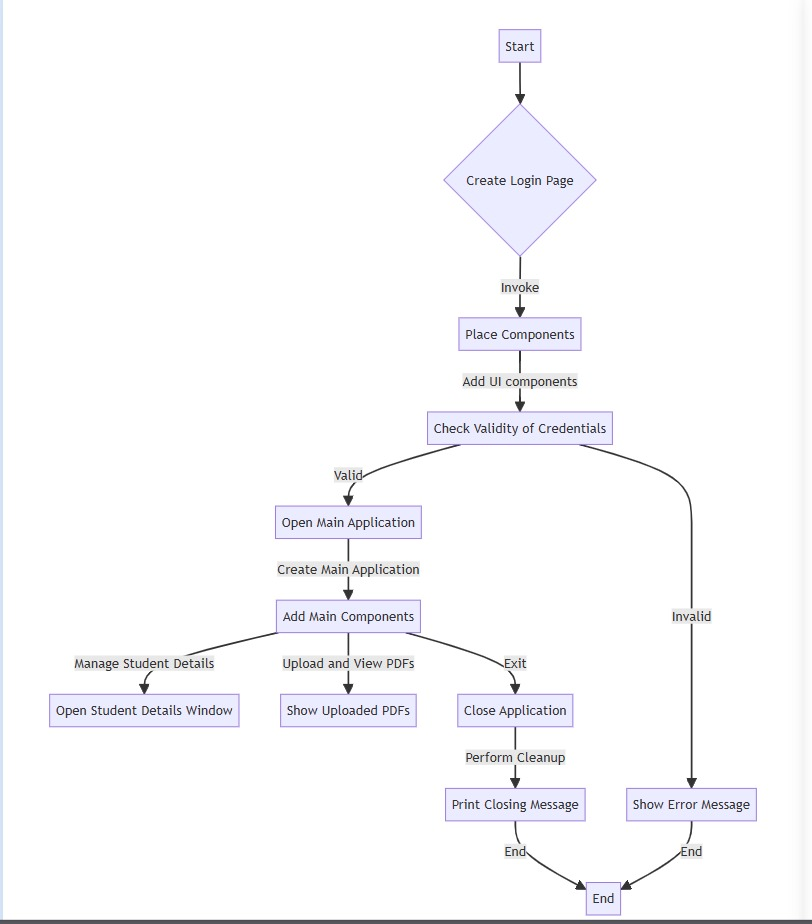 Start
Create Login Page
Invoke
Place Components
Add UI components
Check Validity of Credentials
Valid
Open Main Application
Create Main Application
Invalid
Add Main Components
Manage Student Details
Upload and View PDFs
Exit
Open Student Details Window
Show Uploaded PDFs
Close Application
Perform Cleanup
Print Closing Message
Show Error Message
End
End
End